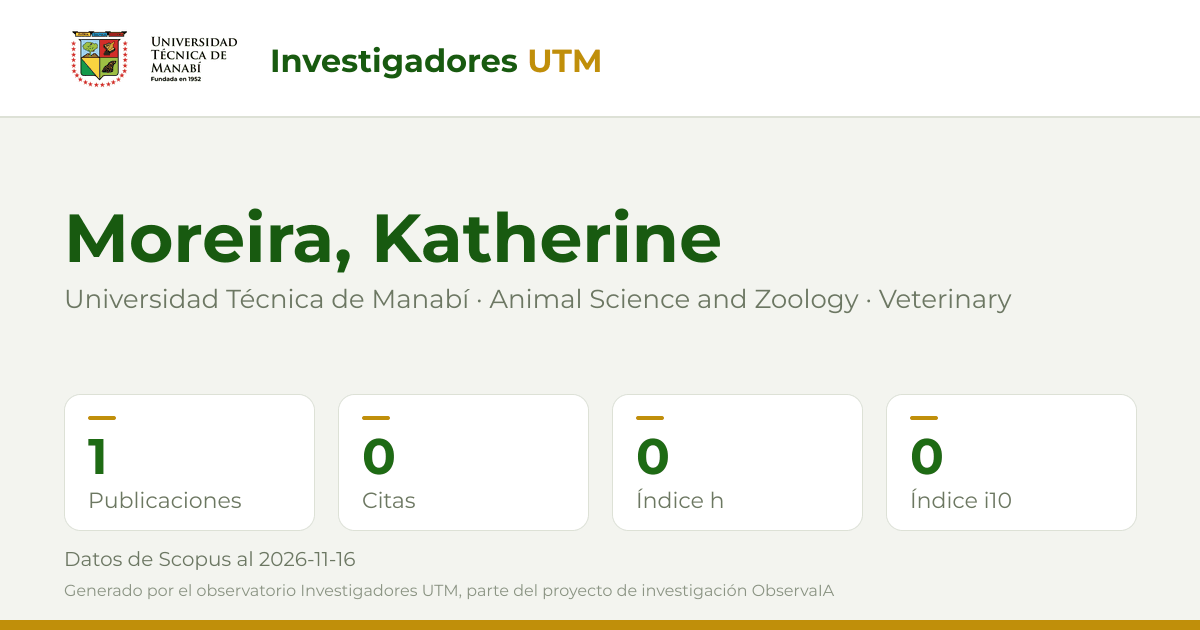 UNIVERSIDAD
TÉCNICA DE
MANABÍ
Fundada en 1952
Investigadores UTM
Moreira, Katherine
Universidad Técnica de Manabí · Animal Science and Zoology · Veterinary
1
Publicaciones
0
Citas
0
Índice h
0
Índice i10
Datos de Scopus al 2026-11-16
Generado por el observatorio Investigadores UTM, parte del proyecto de investigación ObservaIA